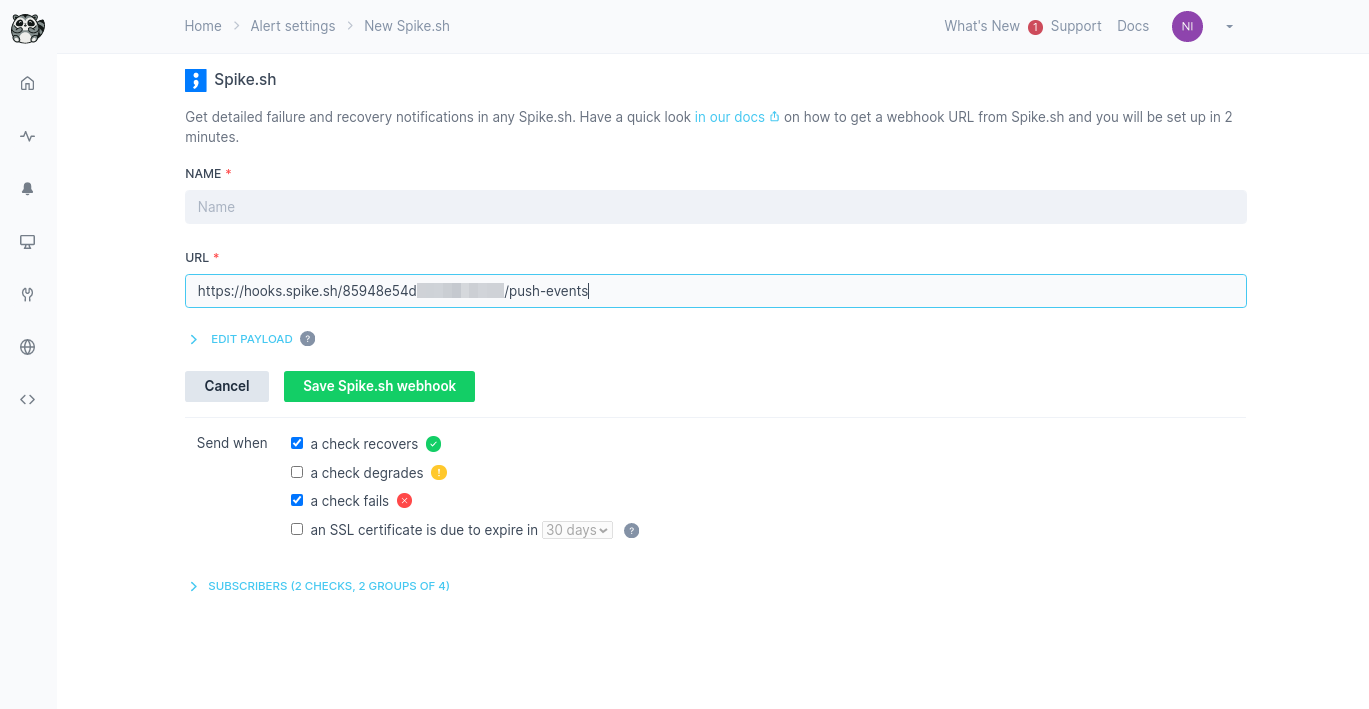 Home > Alert settings > New Spike.sh
What's New 1 Support Docs NI
Spike.sh
Get detailed failure and recovery notifications in any Spike.sh. Have a quick look in our docs on how to get a webhook URL from Spike.sh and you will be set up in 2
minutes.
NAME *
Name
URL *
https://hooks.spike.sh/85948e54d /push-events
EDIT PAYLOAD ?
Cancel Save Spike.sh webhook
Send when a check recovers
a check degrades !
a check fails
an SSL certificate is due to expire in 30 days ?
SUBSCRIBERS (2 CHECKS, 2 GROUPS OF 4)